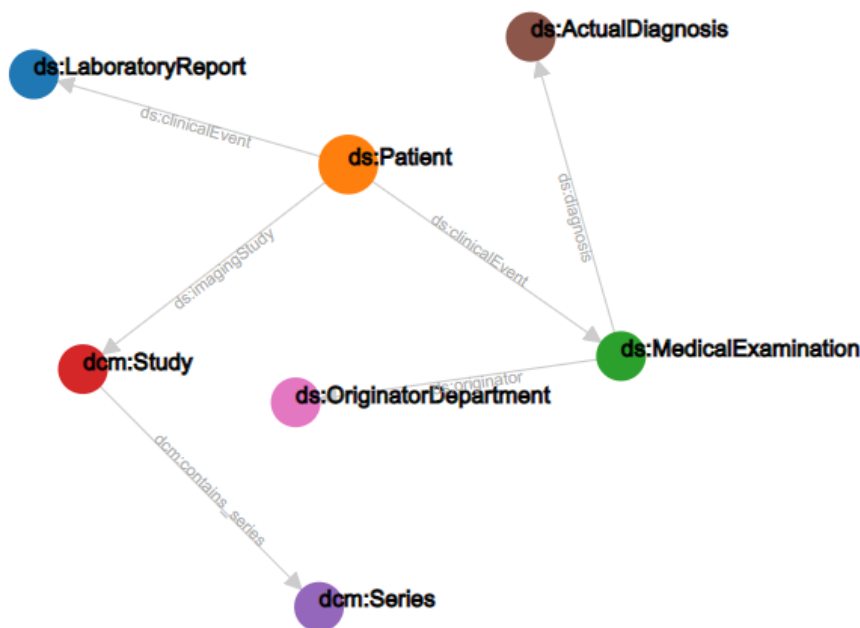 ds:ActualDiagnosis
ds:LaboratoryReport
ds:clinicalEvent
ds:Patient
ds:diagnosis
ds:clinicalEvent
ds:imagingStudy
ds:MedicalExamination
dcm:Study
ds:originator
ds:OriginatorDepartment
dcm:contains_series
dcm:Series